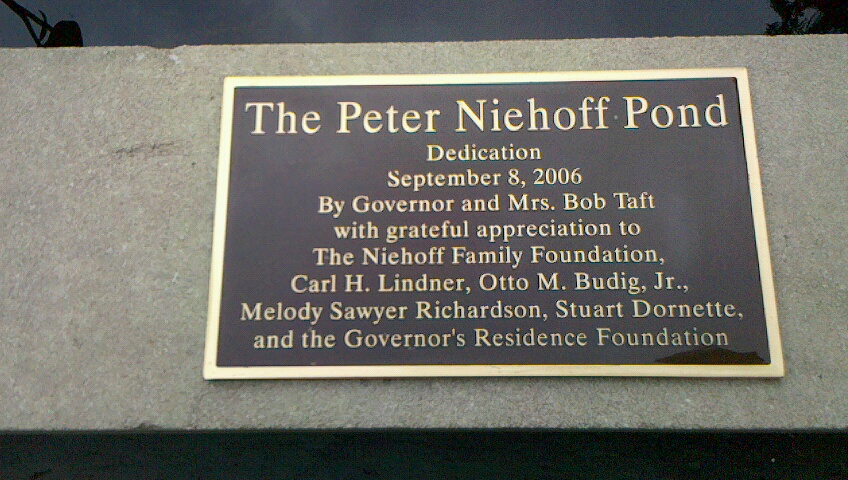 The Peter Niehoff Pond
Dedication
September 8, 2006
By Governor and Mrs. Bob Taft
with grateful appreciation to
The Niehoff Family Foundation,
Carl H. Lindner, Otto M. Budig, Jr.,
Melody Sawyer Richardson, Stuart Dornette,
and the Governor's Residence Foundation